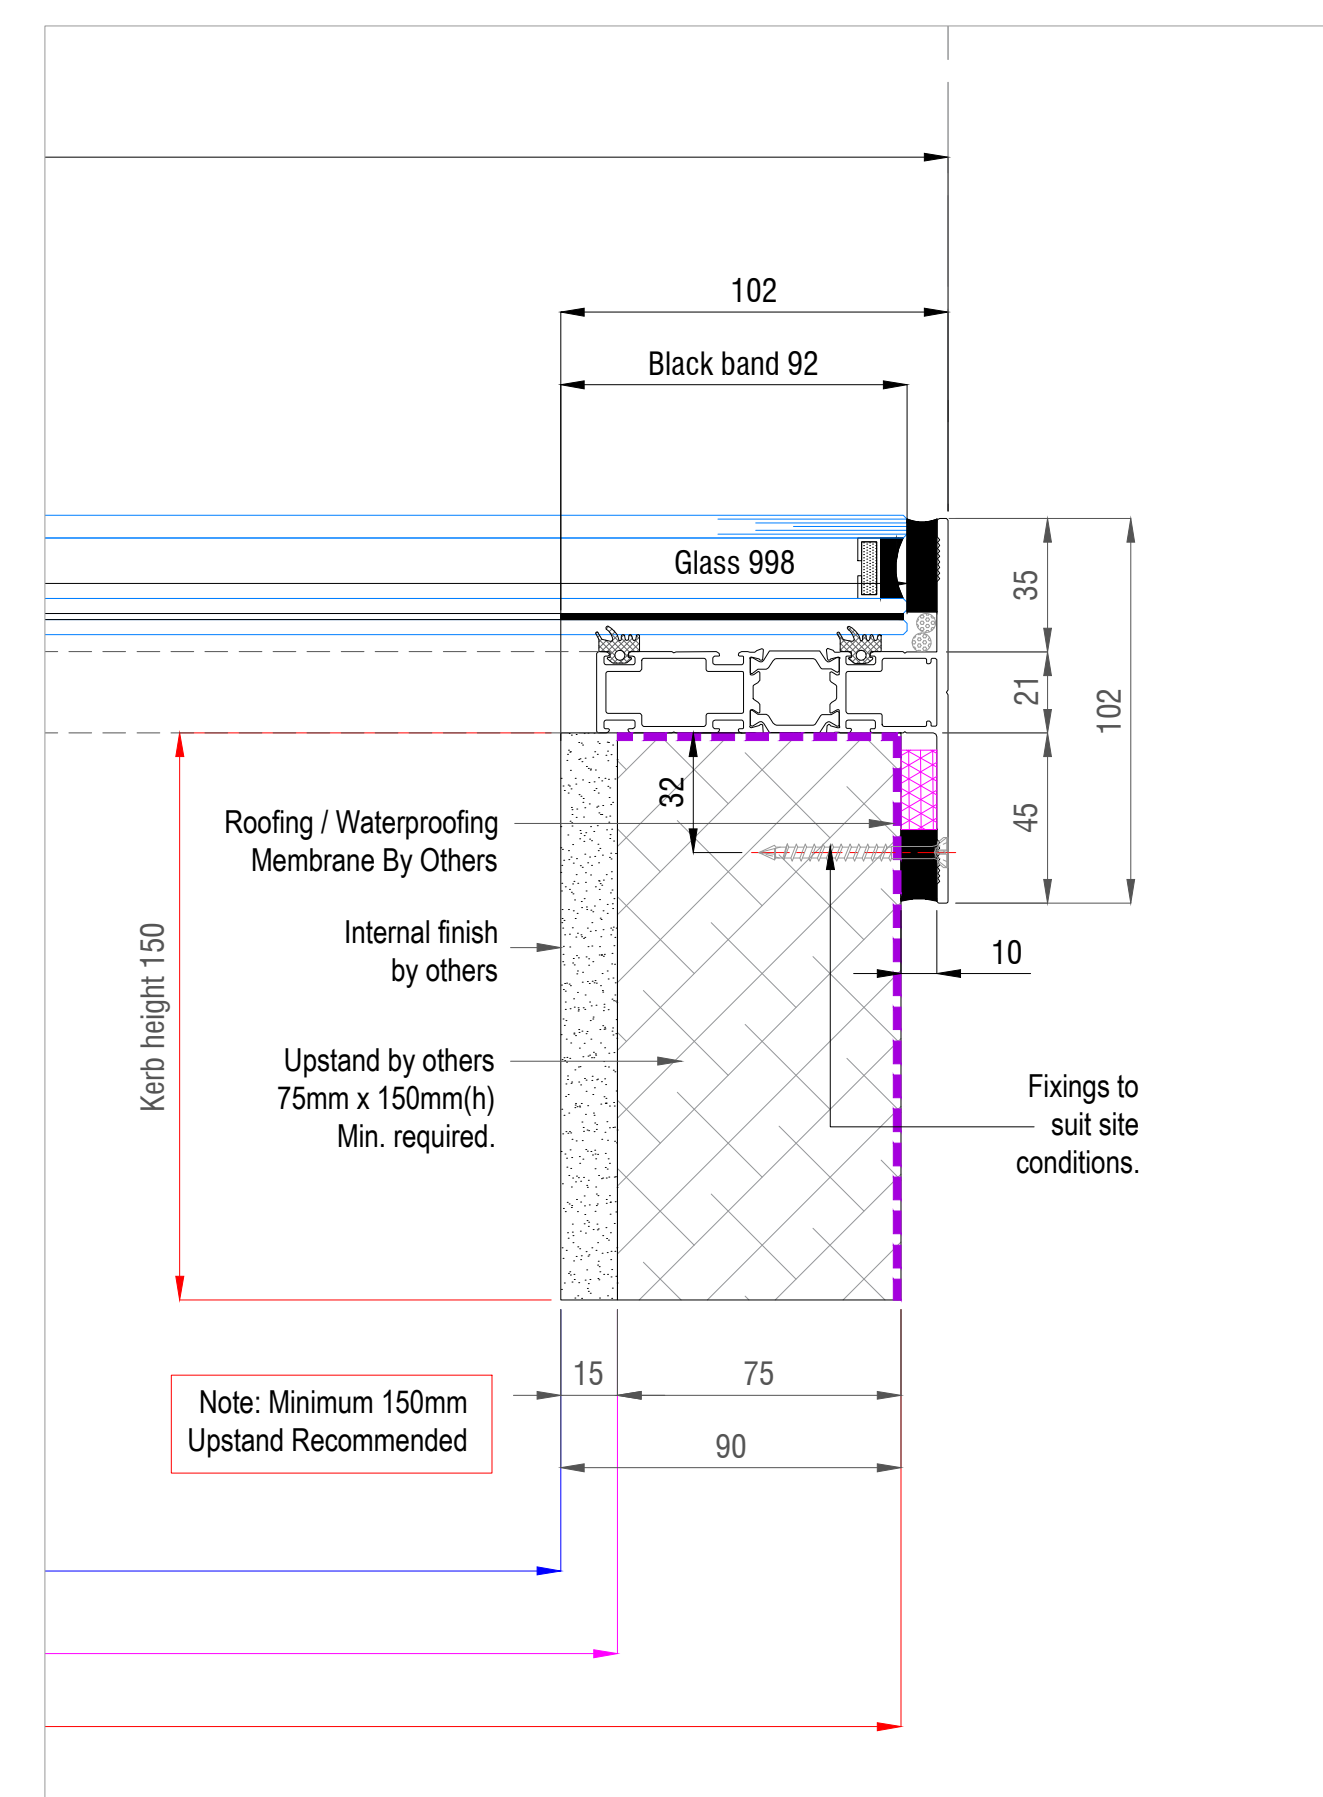 102
Black band 92
Glass 998
35
21
102
45
32
Roofing / Waterproofing
Membrane By Others
Internal finish
by others
10
Kerb height 150
Upstand by others
75mm x 150mm(h)
Min. required.
Fixings to
suit site
conditions.
15
75
Note: Minimum 150mm
Upstand Recommended
90